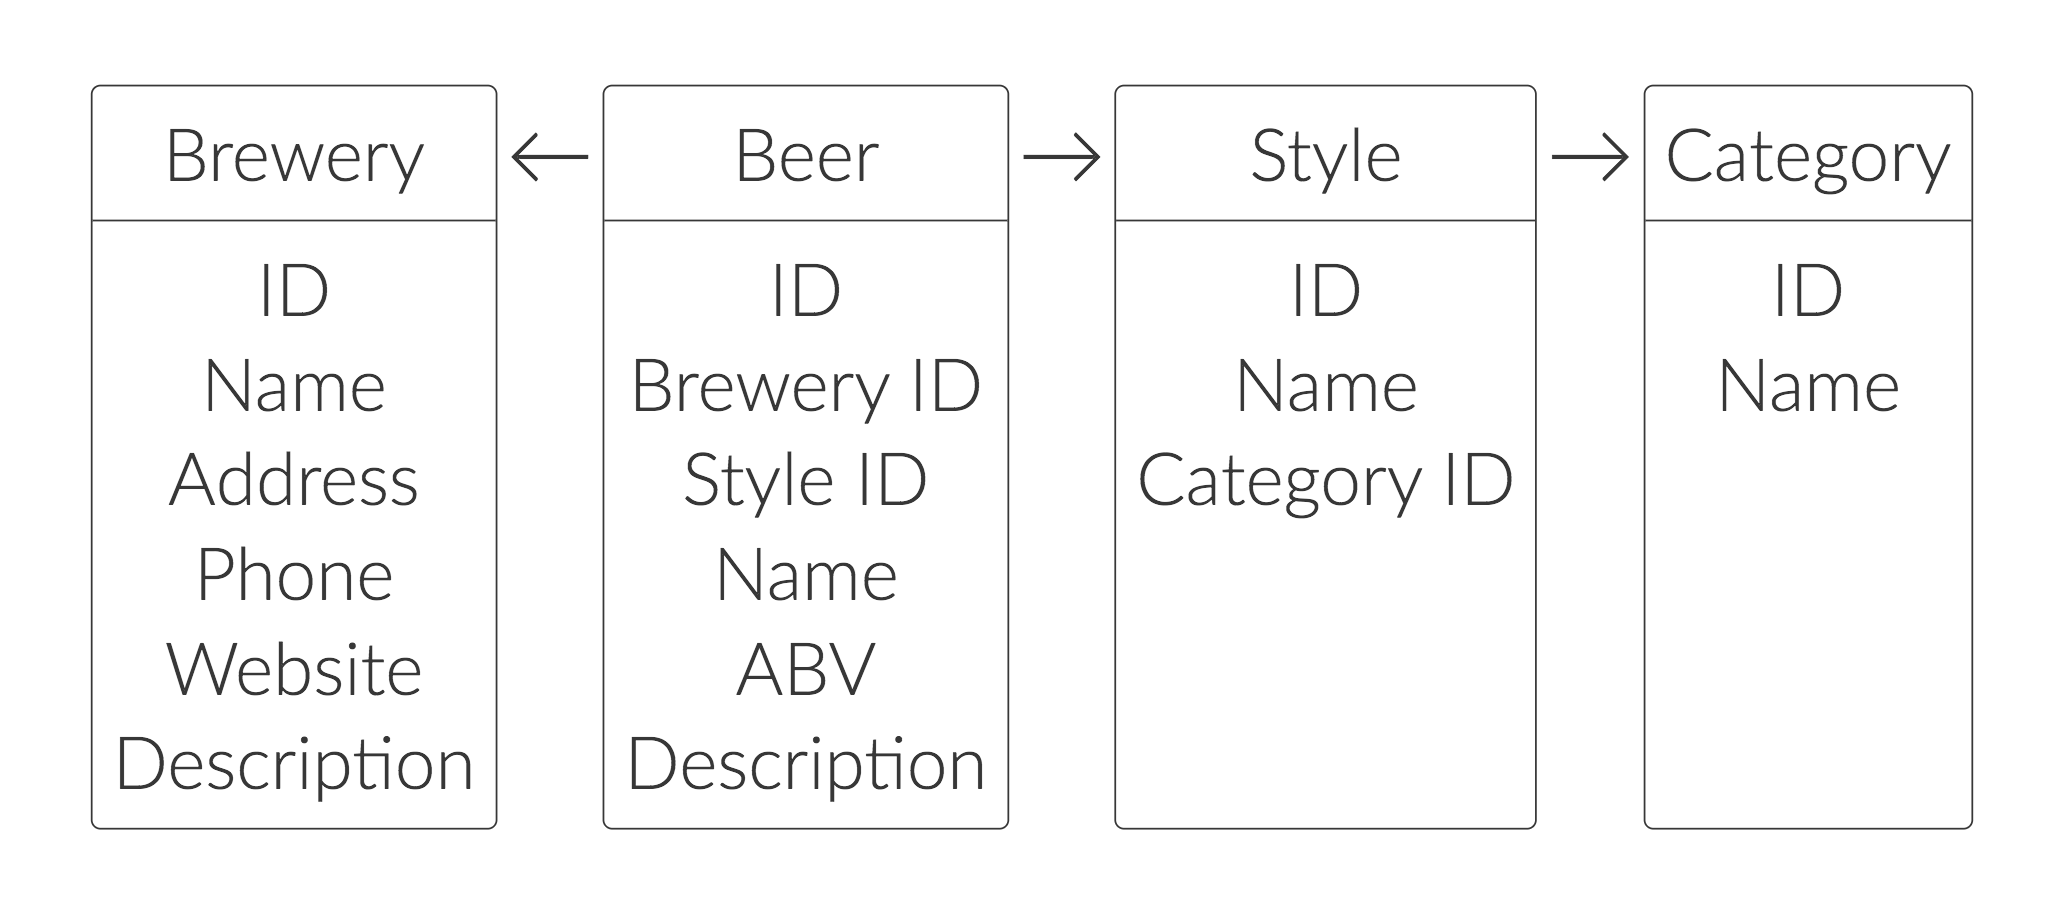 Brewery
ID
Name
Address
Phone
Website
Description
Beer
ID
Brewery ID
Style ID
Name
ABV
Description
Style
ID
Name
Category ID
Category
ID
Name